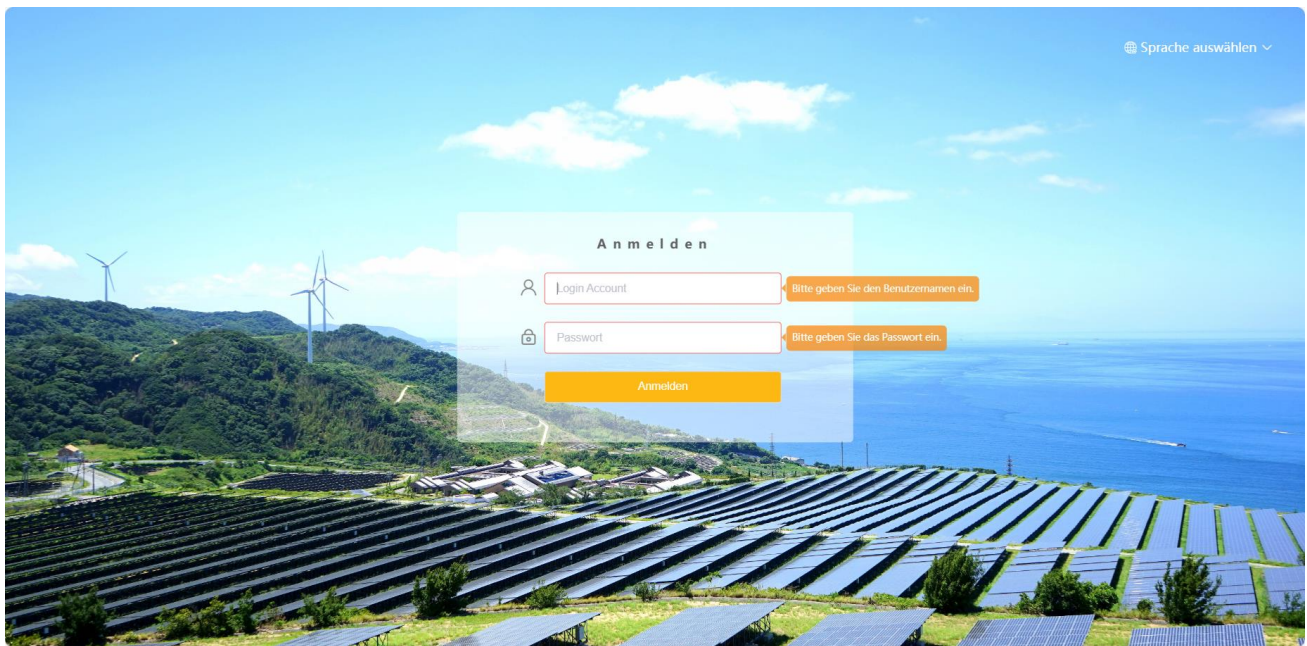 Sprache auswählen
Anmelden
Login Account
Bitte geben Sie den Benutzernamen ein.
Passwort
Bitte geben Sie das Passwort ein.
Anmelden